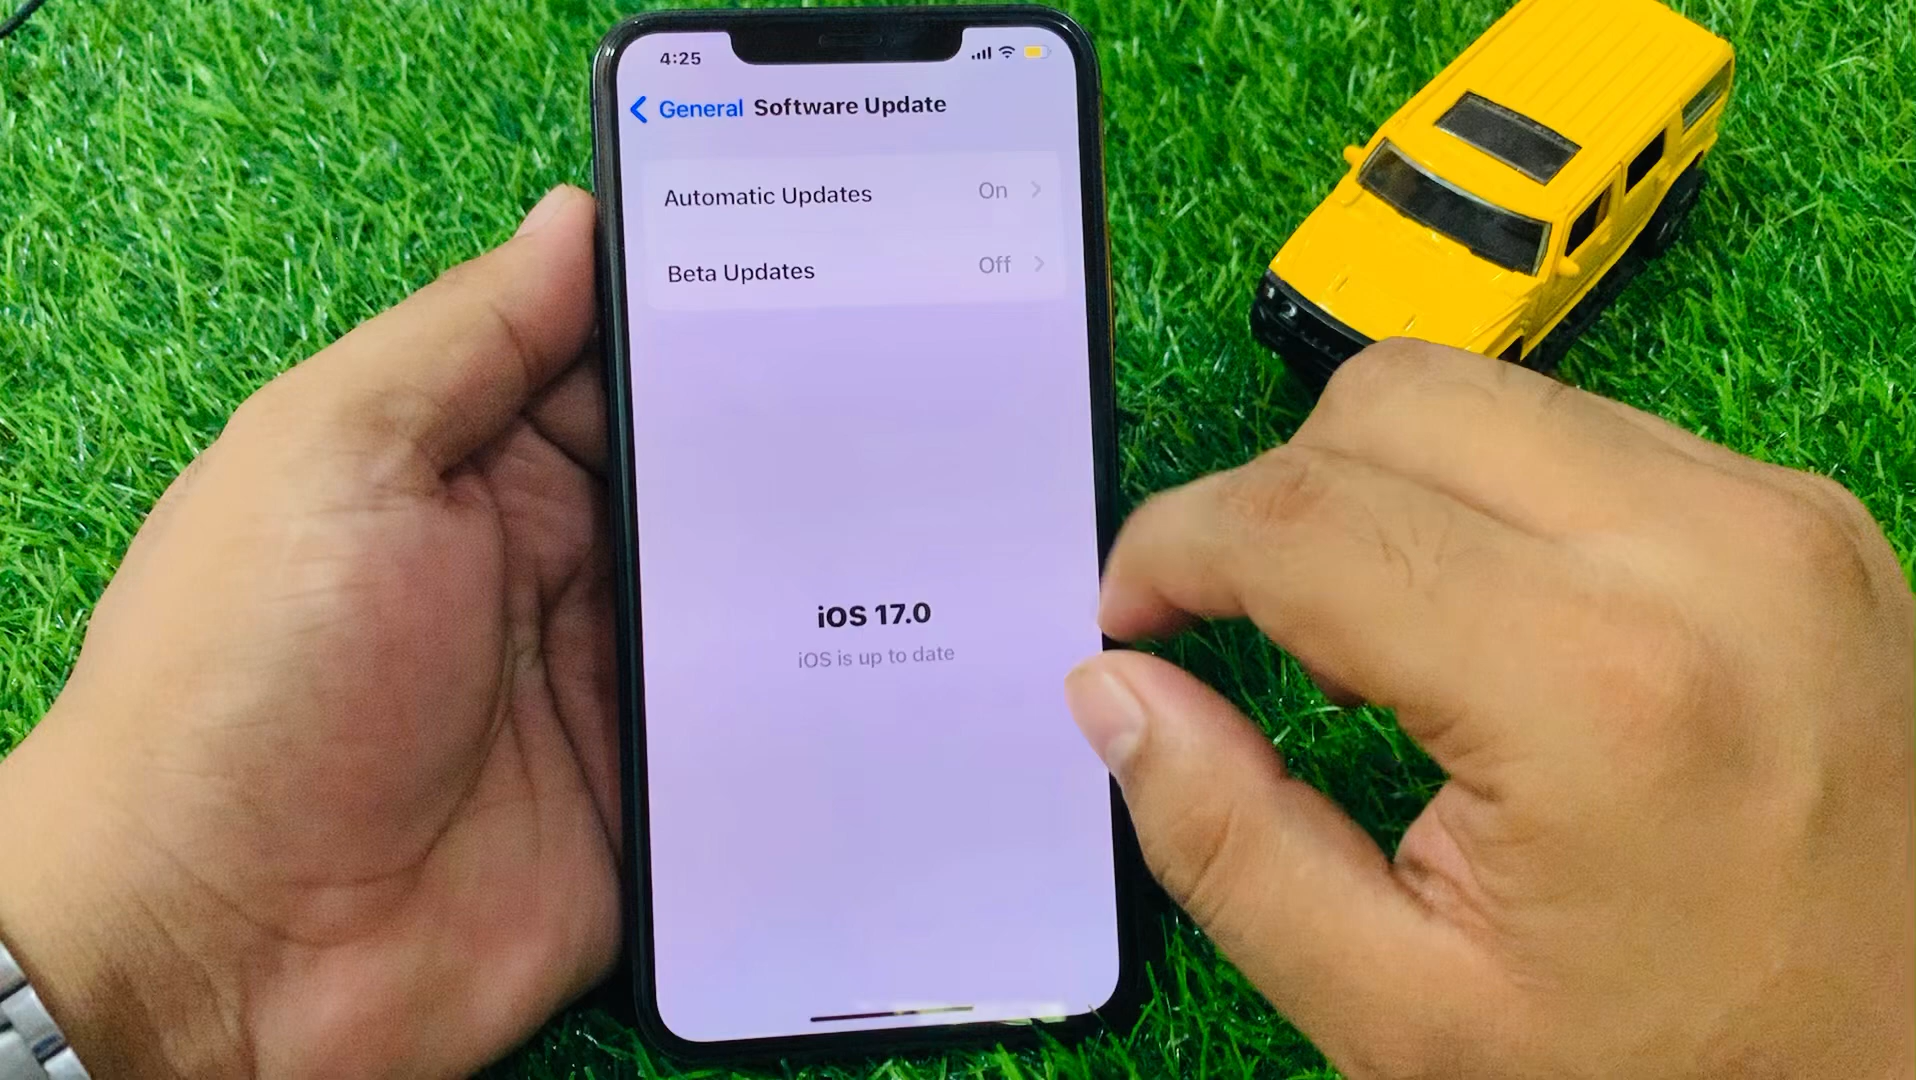 4:25
General Software Update
Automatic Updates On
Beta Updates Off
iOS 17.0
iOS is up to date